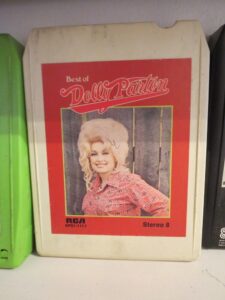 Best of
Dolly Parton
RCA
Stereo 8